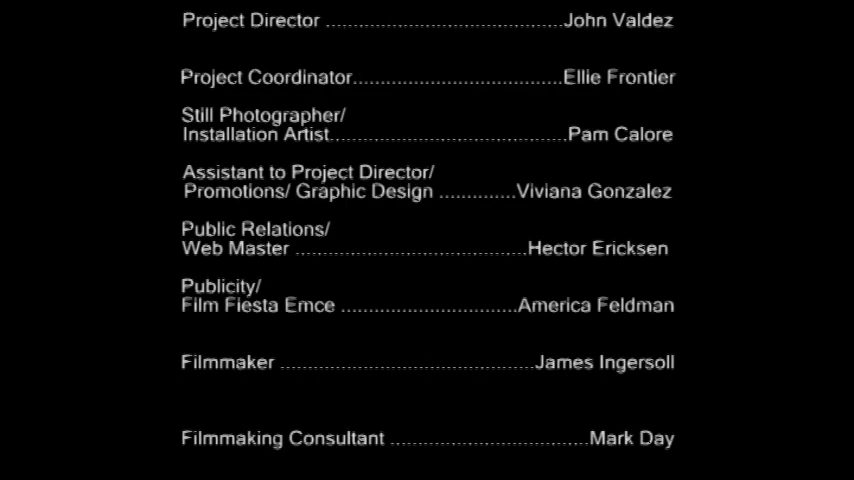 Project Director ..........................................John Valdez
Project Coordinator.....................................Ellie Frontier
Still Photographer/
Installation Artist..........................................Pam Calore
Assistant to Project Director/
Promotions/ Graphic Design ..............Viviana Gonzalez
Public Relations/
Web Master .........................................Hector Ericksen
Publicity/
Film Fiesta Emce ...............................America Feldman
Filmmaker .............................................James Ingersoll
Filmmaking Consultant ...................................Mark Day